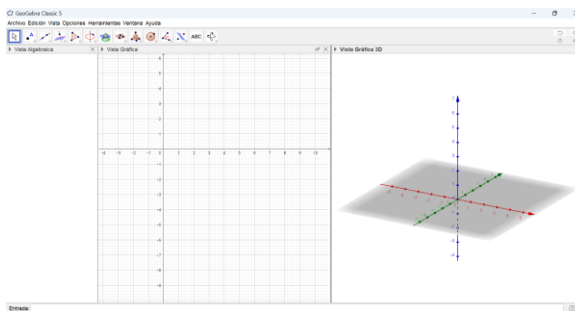 GeoGebra Classic 5
Archivo Edición Vista Opciones Herramientas Ventana Ayuda
ABC
Vista Algebraica
Vista Gráfica
Vista Gráfica 3D
Entrada: